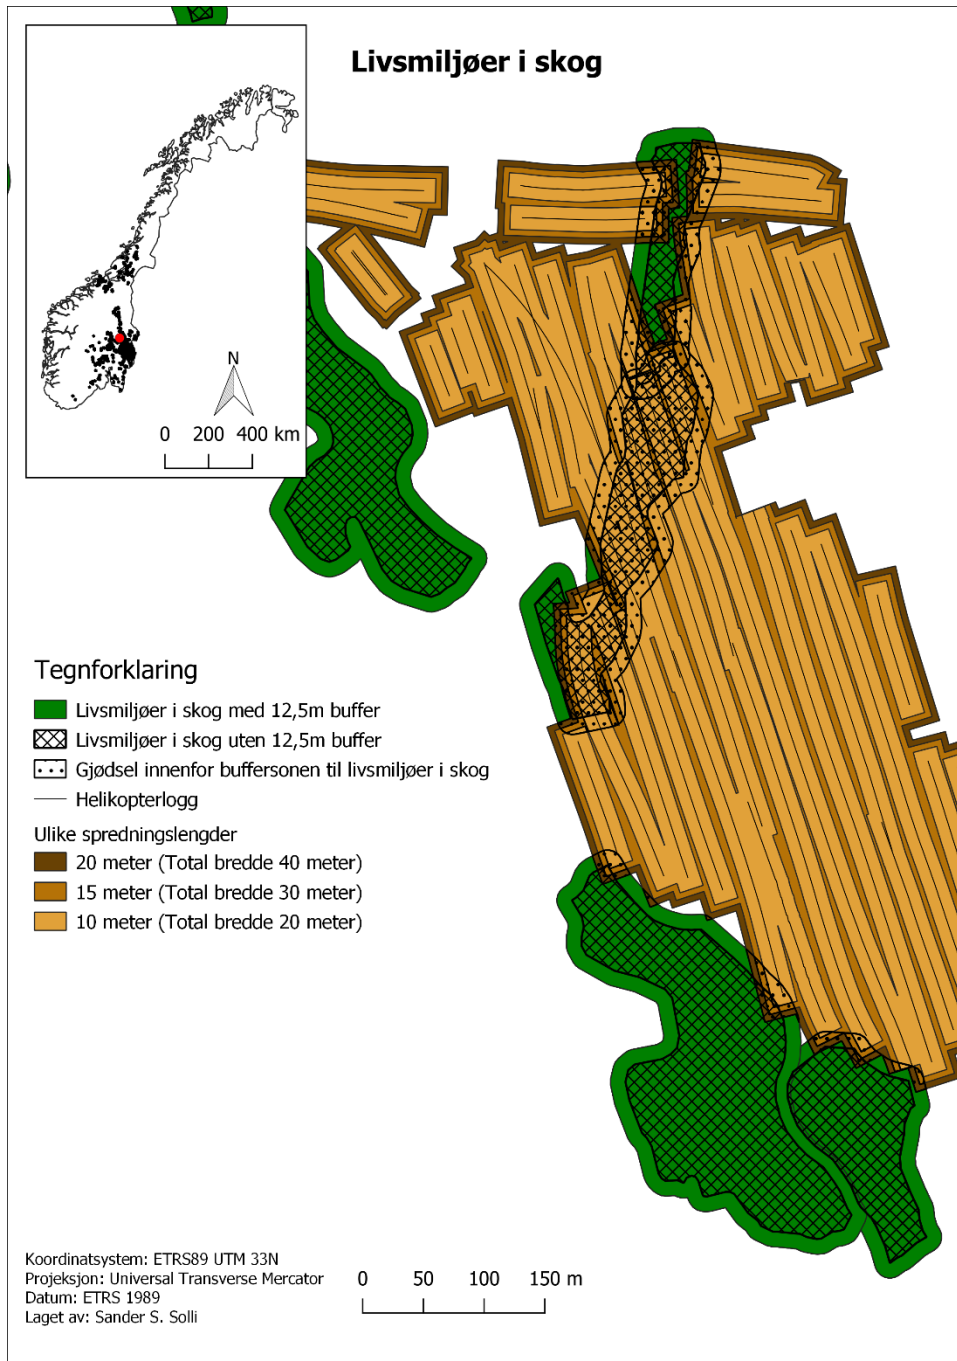 Livsmiljøer i skog
N
0 200 400 km
Tegnforklaring
Livsmiljøer i skog med 12,5m buffer
Livsmiljøer i skog uten 12,5m buffer
Gjødsel innenfor buffersonen til livsmiljøer i skog
Helikopterlogg
Ulike spredningslengder
20 meter (Total bredde 40 meter)
15 meter (Total bredde 30 meter)
10 meter (Total bredde 20 meter)
Koordinatsystem: ETRS89 UTM 33N
Projeksjon: Universal Transverse Mercator
Datum: ETRS 1989
Laget av: Sander S. Solli
0 50 100 150 m